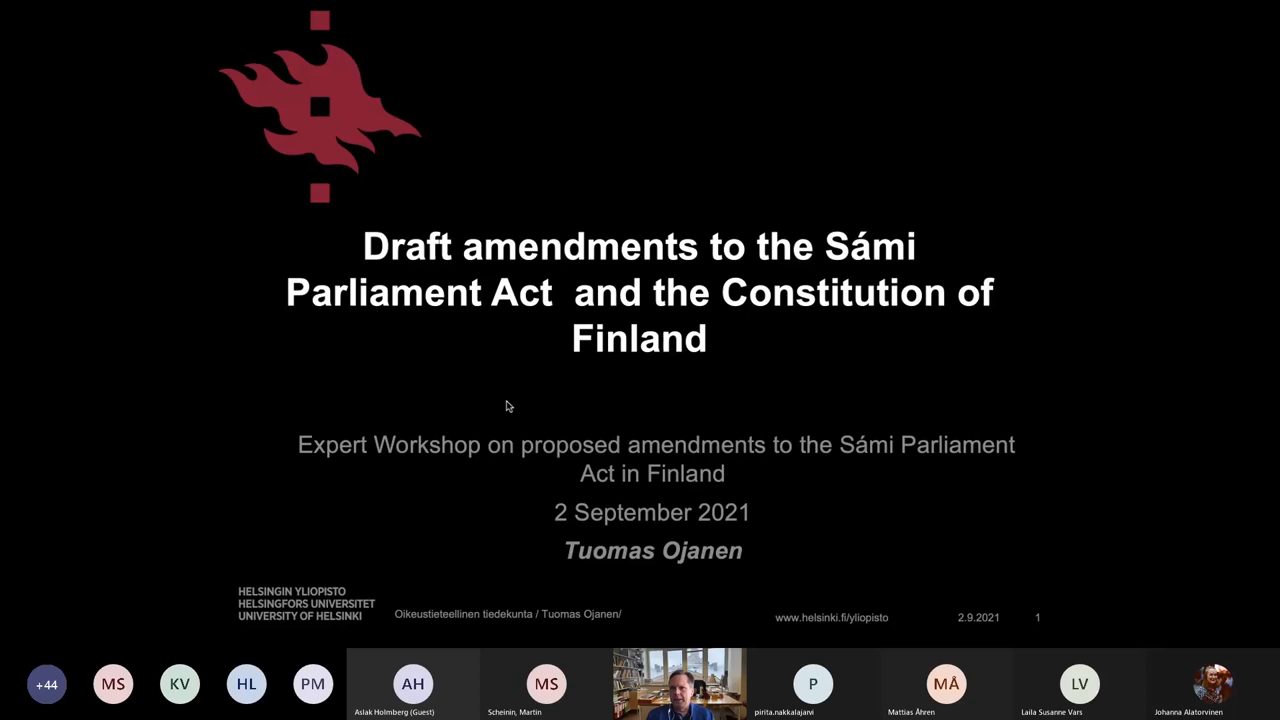 Draft amendments to the Sámi
Parliament Act and the Constitution of
Finland
Expert Workshop on proposed amendments to the Sámi Parliament
Act in Finland
2 September 2021
Tuomas Ojanen
HELSINGIN YLIOPISTO
HELSINGFORS UNIVERSITET
UNIVERSITY OF HELSINKI
Oikeustieteellinen tiedekunta / Tuomas Ojanen/
www.helsinki.fi/yliopisto
2.9.2021
1
+44
MS
KV
HL
PM
AH
Aslak Holmberg (Guest)
MS
Scheinin, Martin
P
pirita.nakkalajarvi
MÅ
Mattias Åhren
LV
Laila Susanne Vars
Johanna Alatorvinen